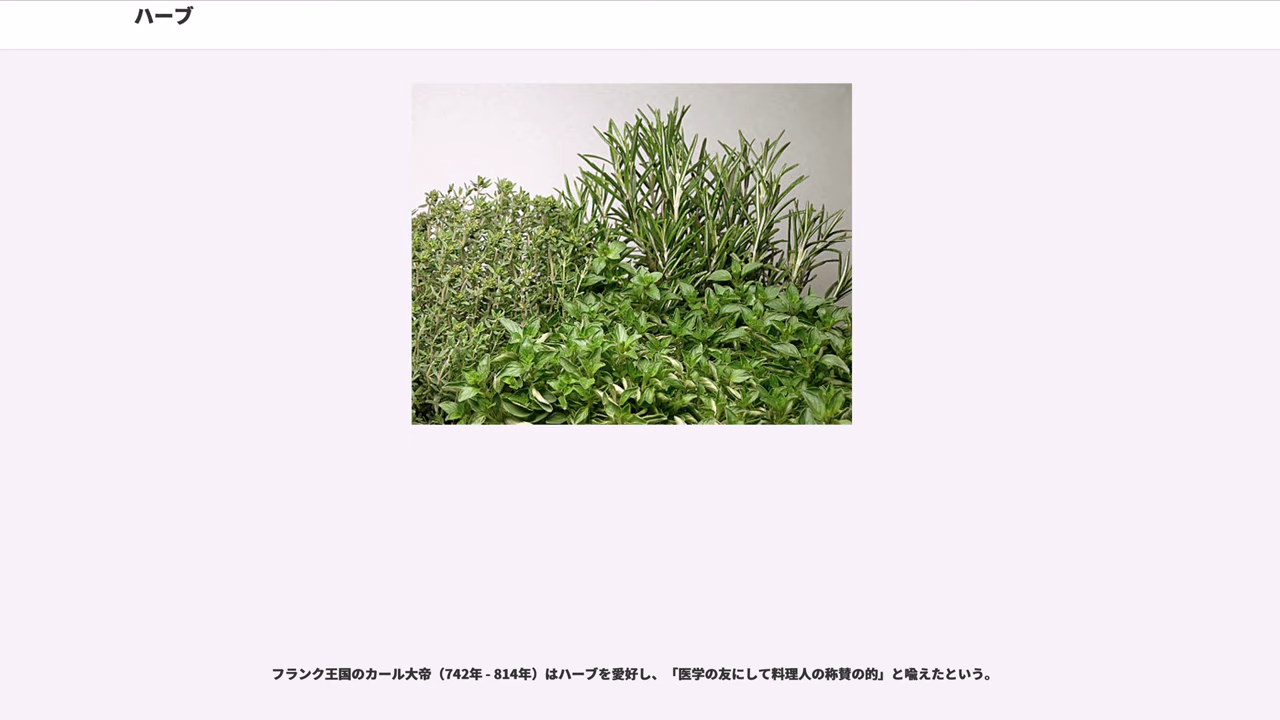 ハーブ
フランク王国のカール大帝（742年 - 814年）はハーブを愛好し、「医学の友にして料理人の称賛の的」と喩えたという。